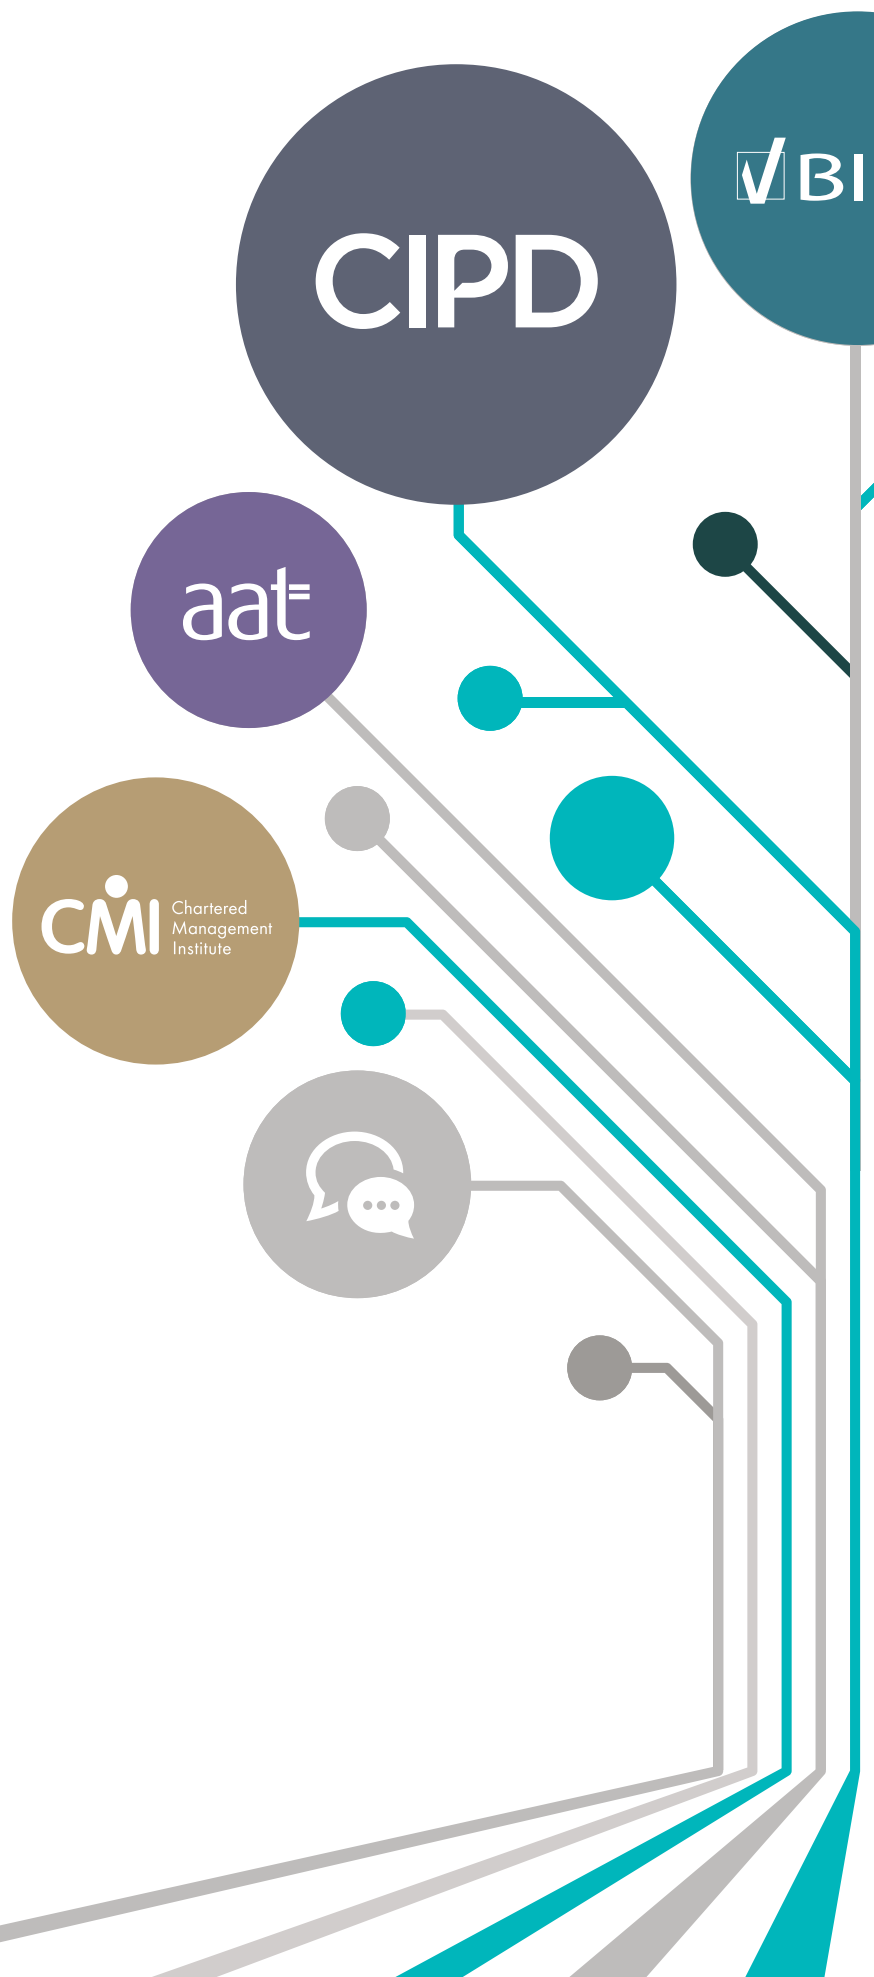 CIPD
BI
aat
CMI
Chartered
Management
Institute